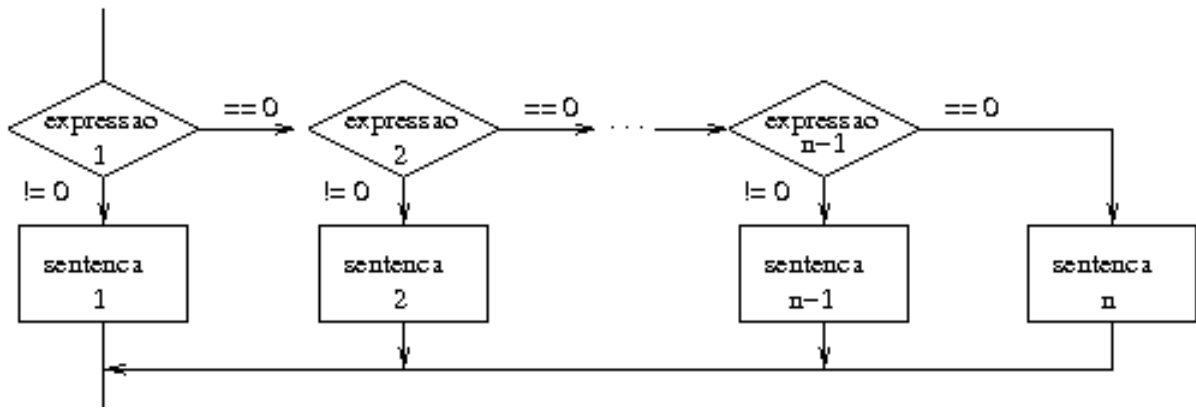 expressao
1
== 0
expressao
2
== 0
. . .
expressao
n-1
== 0
!= 0
!= 0
!= 0
sentenca
1
sentenca
2
sentenca
n-1
sentenca
n